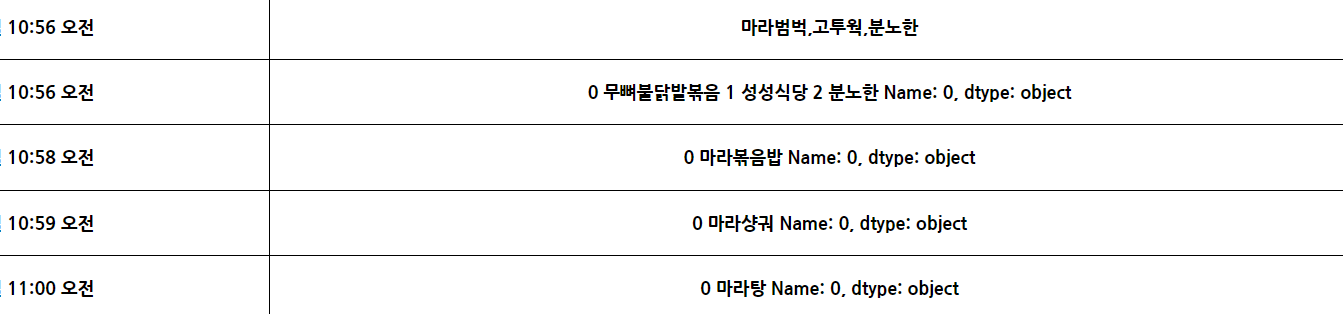 10:56 오전 마라범벅,고투웍,분노한
10:56 오전 0 무뼈불닭발볶음 1 성성식당 2 분노한 Name: 0, dtype: object
10:58 오전 0 마라볶음밥 Name: 0, dtype: object
10:59 오전 0 마라샹궈 Name: 0, dtype: object
11:00 오전 0 마라탕 Name: 0, dtype: object